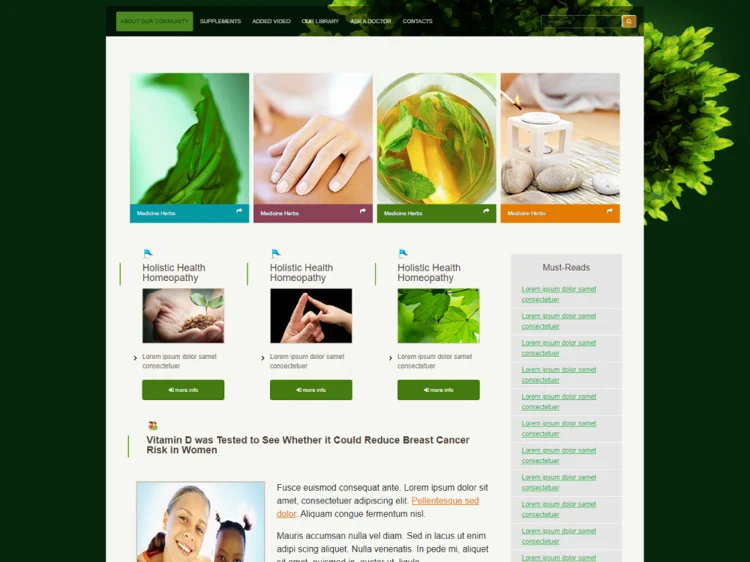 ABOUT OUR COMMUNITY SUPPLEMENTS ADDED VIDEO OUR LIBRARY ASK A DOCTOR CONTACTS
Medicine Herbs
Medicine Herbs
Medicine Herbs
Medicine Herbs
Holistic Health
Homeopathy
Lorem ipsum dolor samet
consectetuer
more info
Holistic Health
Homeopathy
Lorem ipsum dolor samet
consectetuer
more info
Holistic Health
Homeopathy
Lorem ipsum dolor samet
consectetuer
more info
Vitamin D was Tested to See Whether it Could Reduce Breast Cancer
Risk in Women
Fusce euismod consequat ante. Lorem ipsum dolor sit
amet, consectetuer adipiscing elit. Pellentesque sed
dolor. Aliquam congue fermentum nisl.
Mauris accumsan nulla vel diam. Sed in lacus ut enim
adipi scing aliquet. Nulla venenatis. In pede mi, aliquet
sit amet, euismod in, auctor ut, ligula.
Must-Reads
Lorem ipsum dolor samet
consectetuer
Lorem ipsum dolor samet
consectetuer
Lorem ipsum dolor samet
consectetuer
Lorem ipsum dolor samet
consectetuer
Lorem ipsum dolor samet
consectetuer
Lorem ipsum dolor samet
consectetuer
Lorem ipsum dolor samet
consectetuer
Lorem ipsum dolor samet
consectetuer
Lorem ipsum dolor samet
consectetuer
Lorem ipsum dolor samet
consectetuer
Lorem ipsum dolor samet